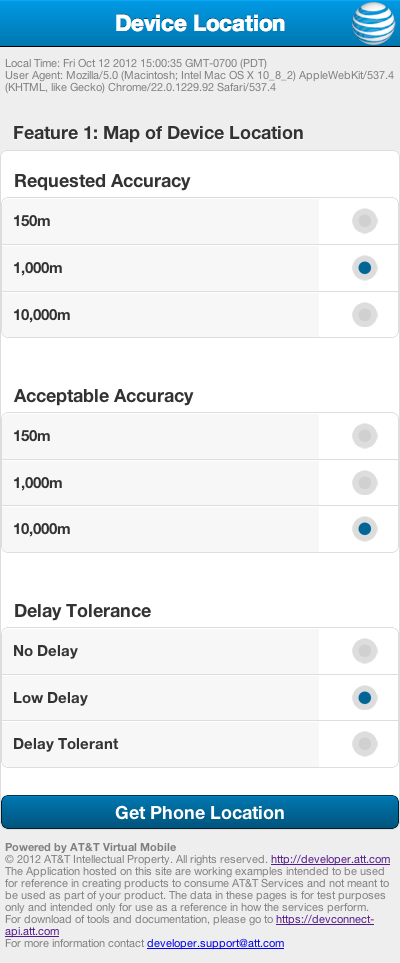 Device Location
Local Time: Fri Oct 12 2012 15:00:35 GMT-0700 (PDT)
User Agent: Mozilla/5.0 (Macintosh; Intel Mac OS X 10_8_2) AppleWebKit/537.4
(KHTML, like Gecko) Chrome/22.0.1229.92 Safari/537.4
Feature 1: Map of Device Location
Requested Accuracy
150m
1,000m
10,000m
Acceptable Accuracy
150m
1,000m
10,000m
Delay Tolerance
No Delay
Low Delay
Delay Tolerant
Get Phone Location
Powered by AT&T Virtual Mobile
© 2012 AT&T Intellectual Property. All rights reserved. http://developer.att.com
The Application hosted on this site are working examples intended to be used
for reference in creating products to consume AT&T Services and not meant to
be used as part of your product. The data in these pages is for test purposes
only and intended only for use as a reference in how the services perform.
For download of tools and documentation, please go to https://devconnect-
api.att.com
For more information contact developer.support@att.com